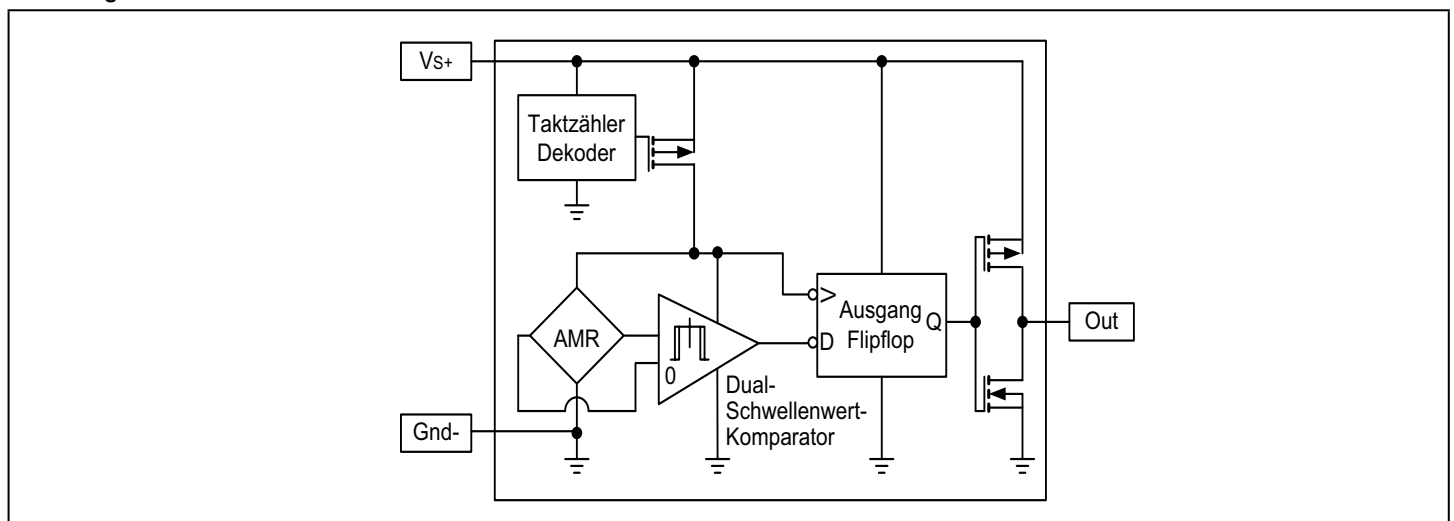 Vs+
Taktzähler
Dekoder
AMR
0
Dual-
Schwellenwert-
Komparator
D
Ausgang
Flipflop
Q
Out
Gnd-